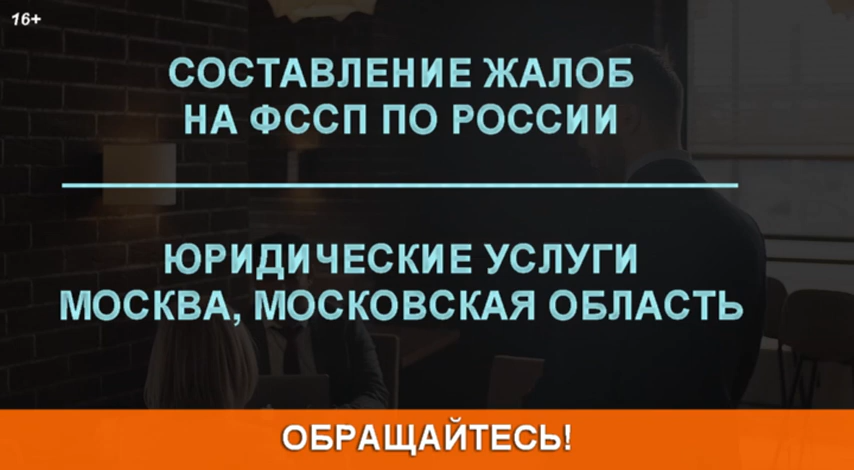 16+
СОСТАВЛЕНИЕ ЖАЛОБ
НА ФССП ПО РОССИИ
ЮРИДИЧЕСКИЕ УСЛУГИ
МОСКВА, МОСКОВСКАЯ ОБЛАСТЬ
ОБРАЩАЙТЕСЬ!